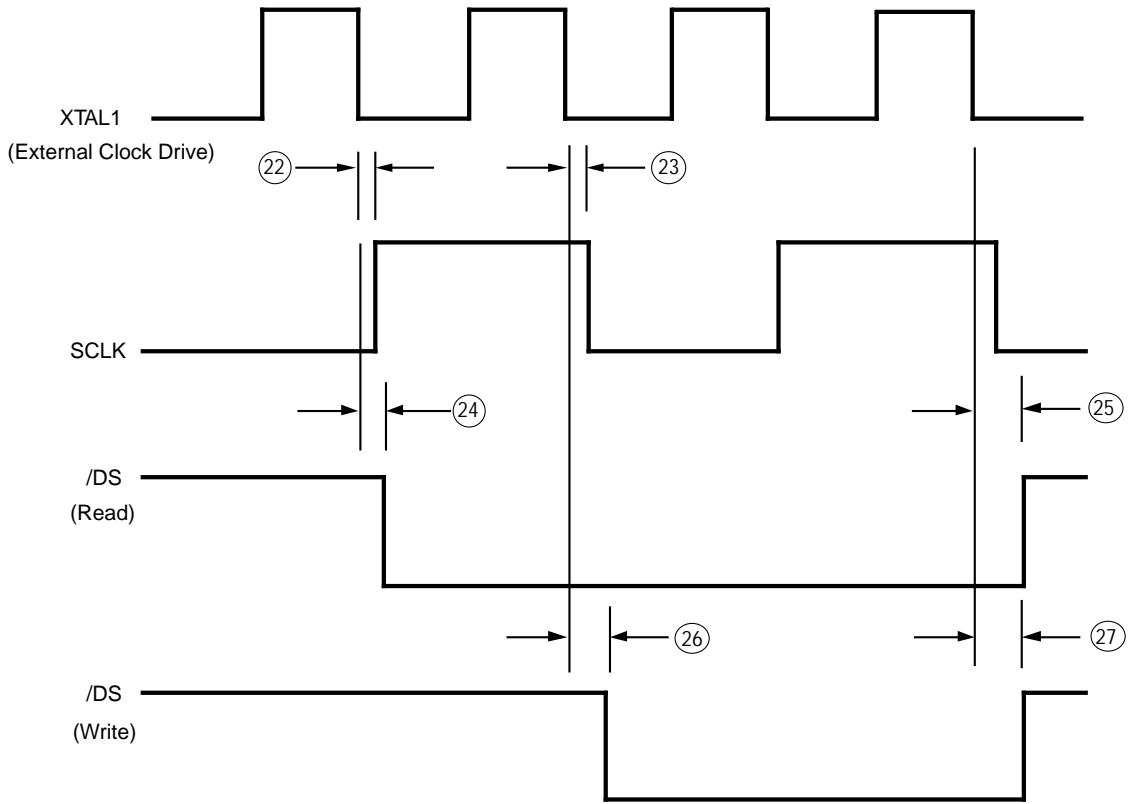 XTAL1
(External Clock Drive)
22
23
SCLK
24
25
/DS
(Read)
26
27
/DS
(Write)